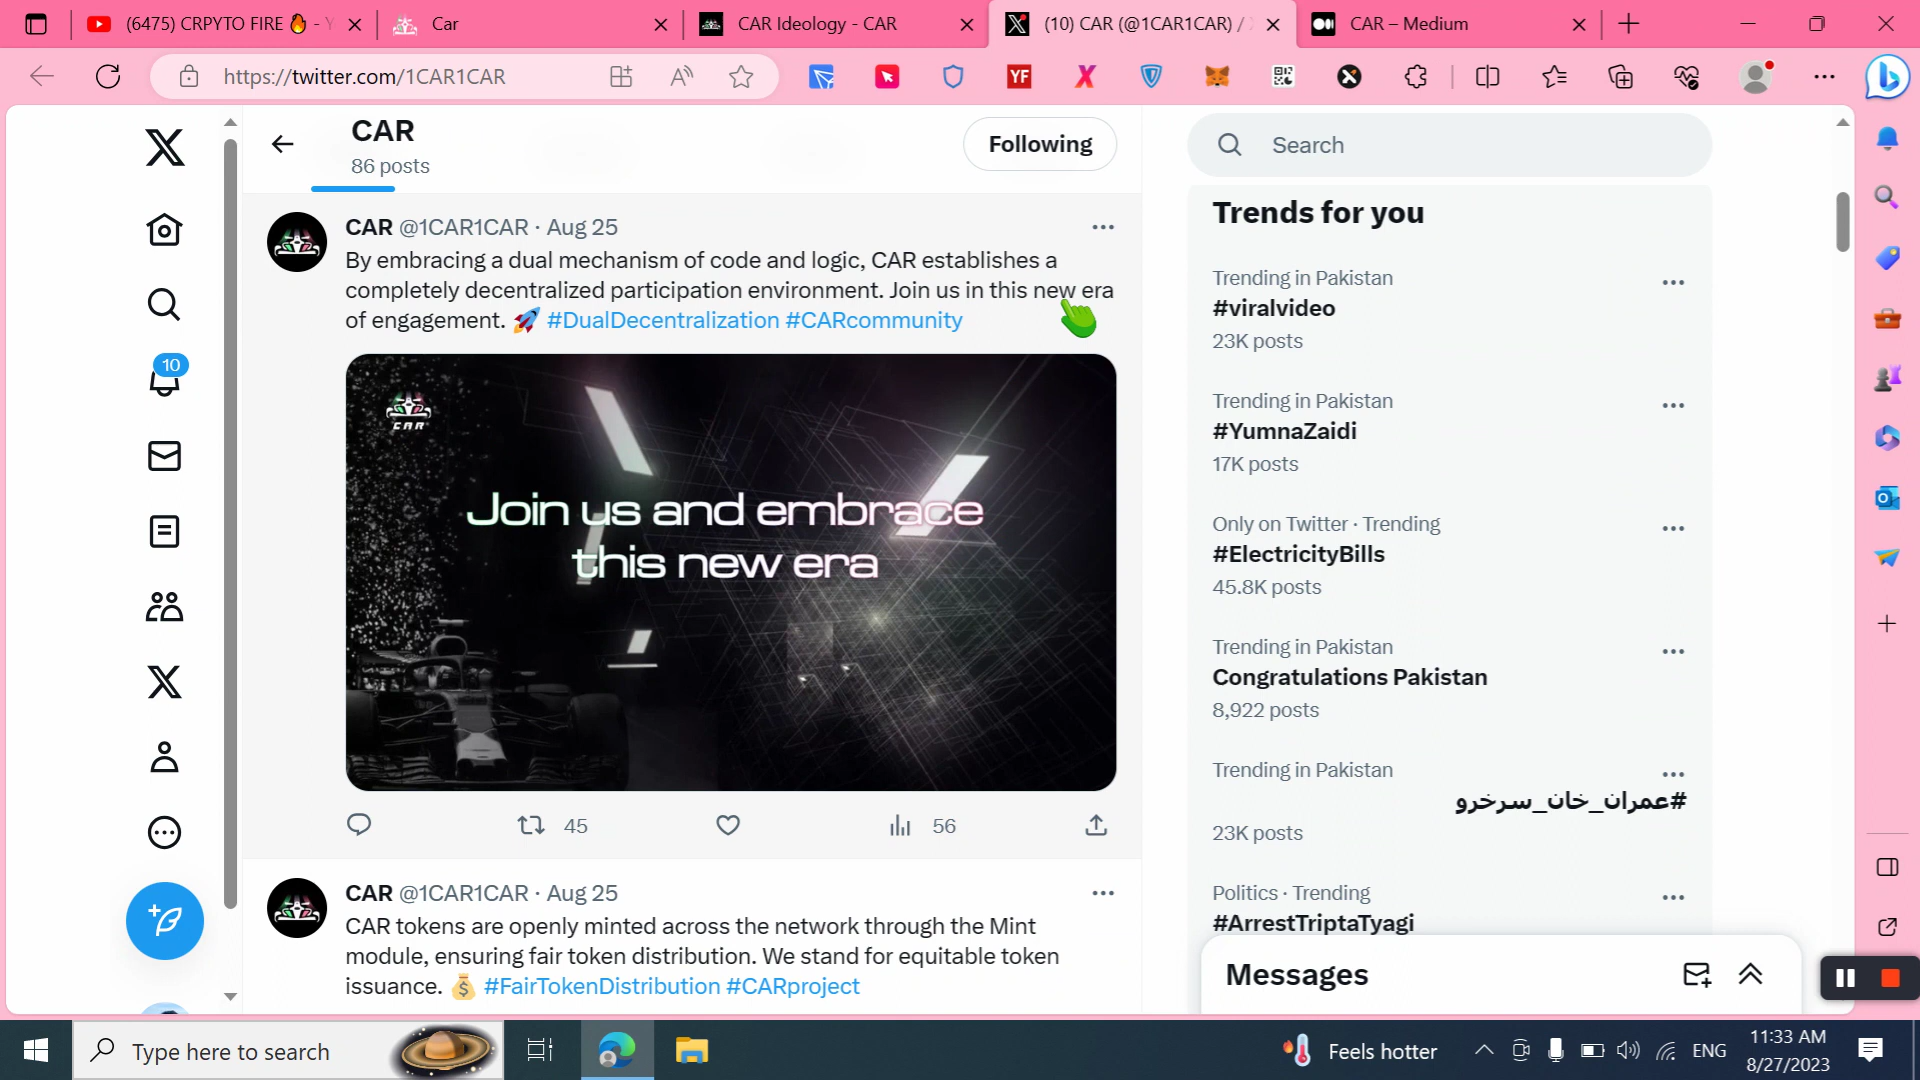 (6475) CRPYTO FIRE🔥 - Y
Car
CAR Ideology - CAR
(10) CAR (@1CAR1CAR) /
CAR – Medium
https://twitter.com/1CAR1CAR
YF
CAR
86 posts
Following
Search
10
CAR @1CAR1CAR · Aug 25
By embracing a dual mechanism of code and logic, CAR establishes a
completely decentralized participation environment. Join us in this new era
of engagement. 🚀 #DualDecentralization #CARcommunity
CAR
Join us and embrace
this new era
45
56
CAR @1CAR1CAR · Aug 25
CAR tokens are openly minted across the network through the Mint
module, ensuring fair token distribution. We stand for equitable token
issuance. 💰 #FairTokenDistribution #CARproject
Trends for you
Trending in Pakistan
#viralvideo
23K posts
Trending in Pakistan
#YumnaZaidi
17K posts
Only on Twitter · Trending
#ElectricityBills
45.8K posts
Trending in Pakistan
Congratulations Pakistan
8,922 posts
Trending in Pakistan
#عمران_خان_سرخرو
23K posts
Politics · Trending
#ArrestTriptaTyagi
Messages
Type here to search
Feels hotter
ENG
11:33 AM
8/27/2023